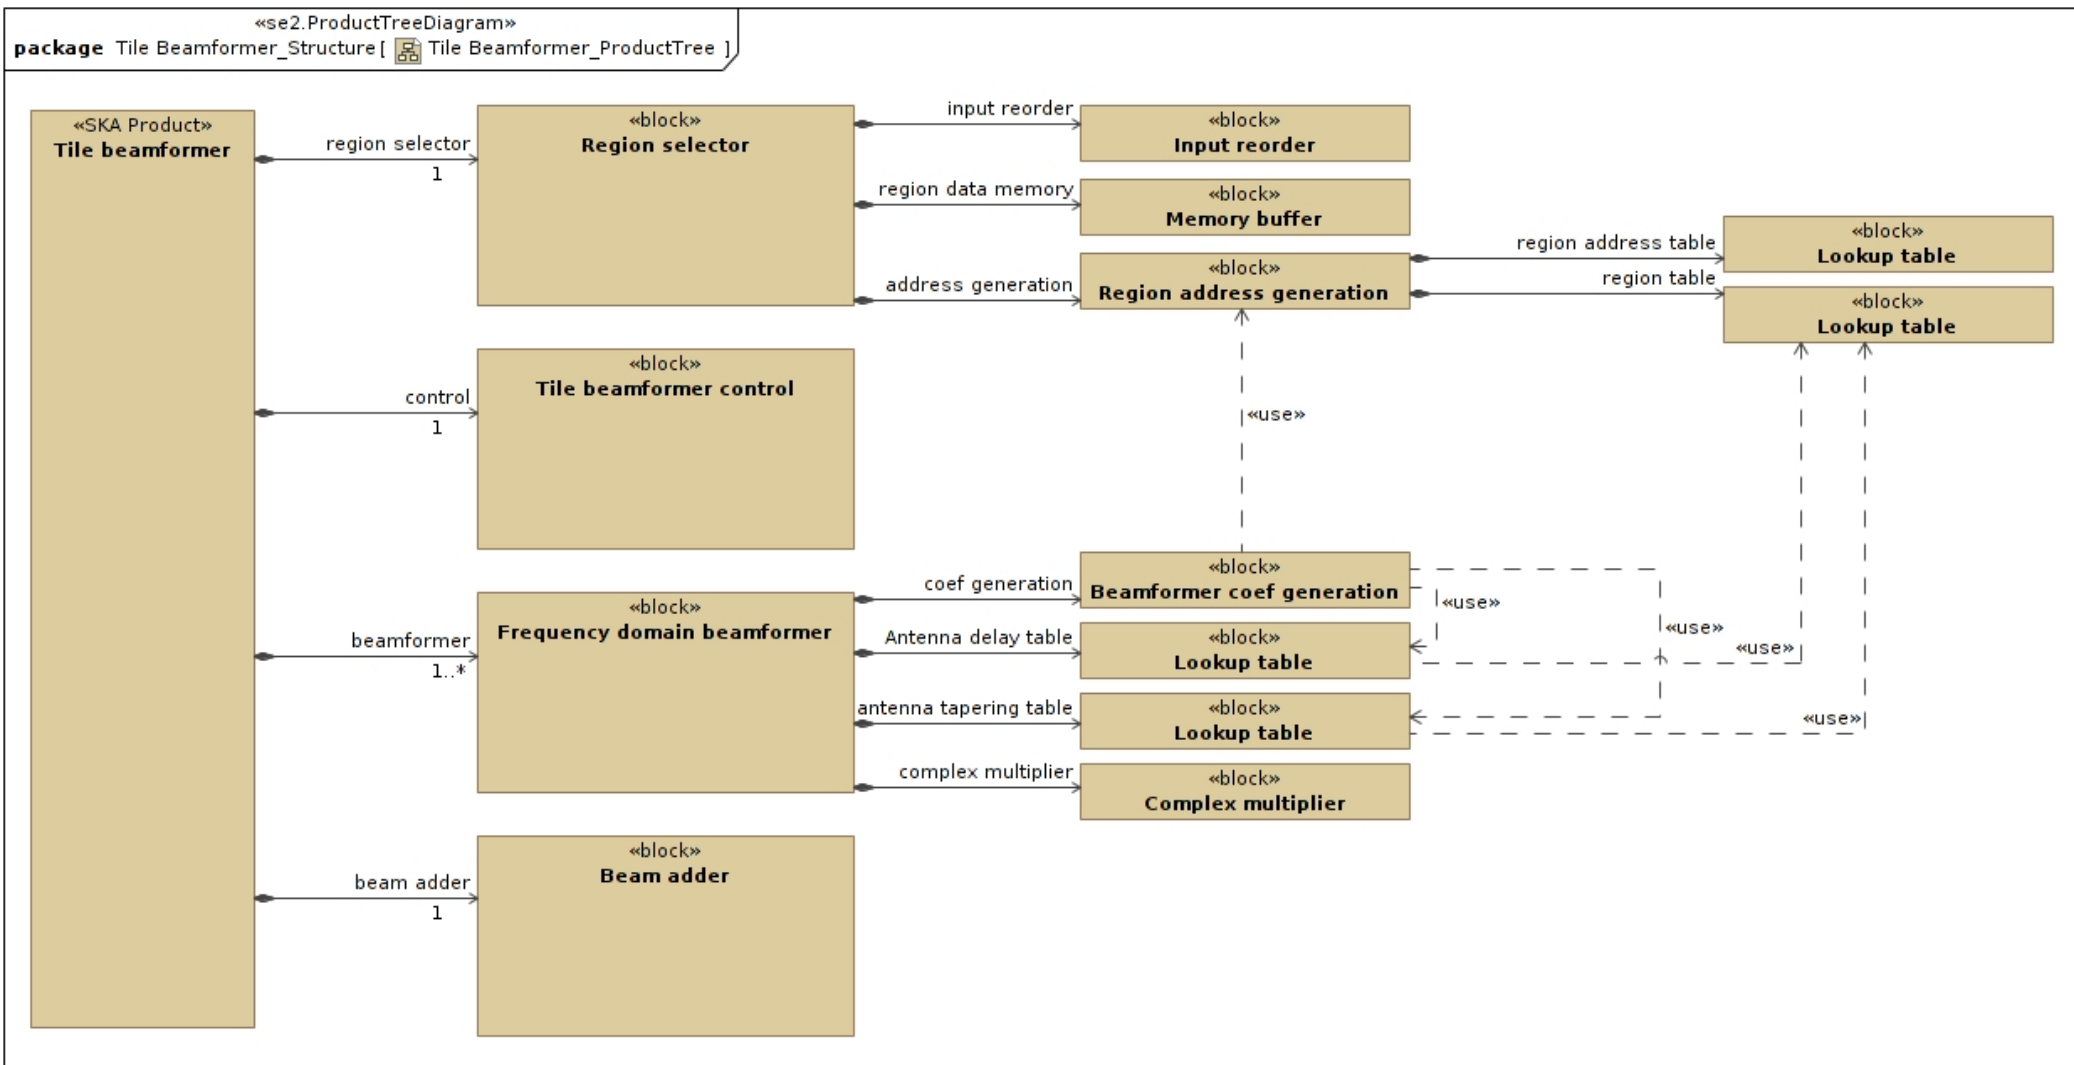 «se2.ProductTreeDiagram»
package Tile Beamformer_Structure[ Tile Beamformer_ProductTree ]
«SKA Product»
Tile beamformer
region selector
1
«block»
Region selector
input reorder
«block»
Input reorder
region data memory
«block»
Memory buffer
address generation
«block»
Region address generation
region address table
«block»
Lookup table
region table
«block»
Lookup table
control
1
«block»
Tile beamformer control
«use»
beamformer
1..*
«block»
Frequency domain beamformer
coef generation
«block»
Beamformer coef generation
«use»
Antenna delay table
«block»
Lookup table
«use»
«use»
antenna tapering table
«block»
Lookup table
«use»
complex multiplier
«block»
Complex multiplier
beam adder
1
«block»
Beam adder